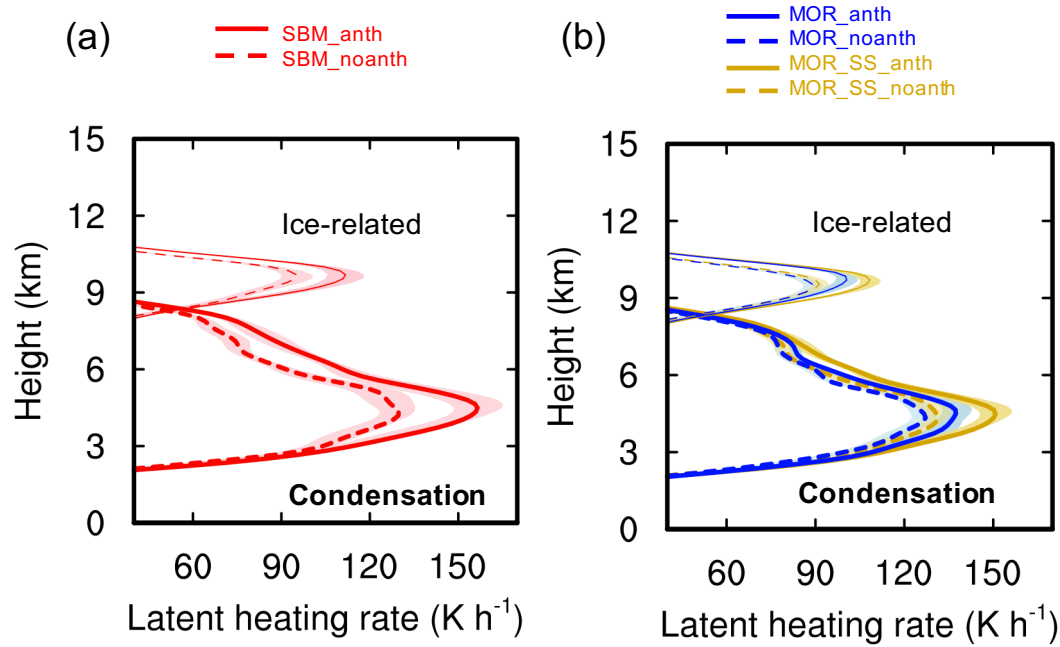 (a)
SBM_anth
SBM_noanth
15
12
9
6
3
0
Height (km)
Ice-related
Condensation
60 90 120 150
Latent heating rate (K h⁻¹)
(b)
MOR_anth
MOR_noanth
MOR_SS_anth
MOR_SS_noanth
15
12
9
6
3
0
Height (km)
Ice-related
Condensation
60 90 120 150
Latent heating rate (K h⁻¹)